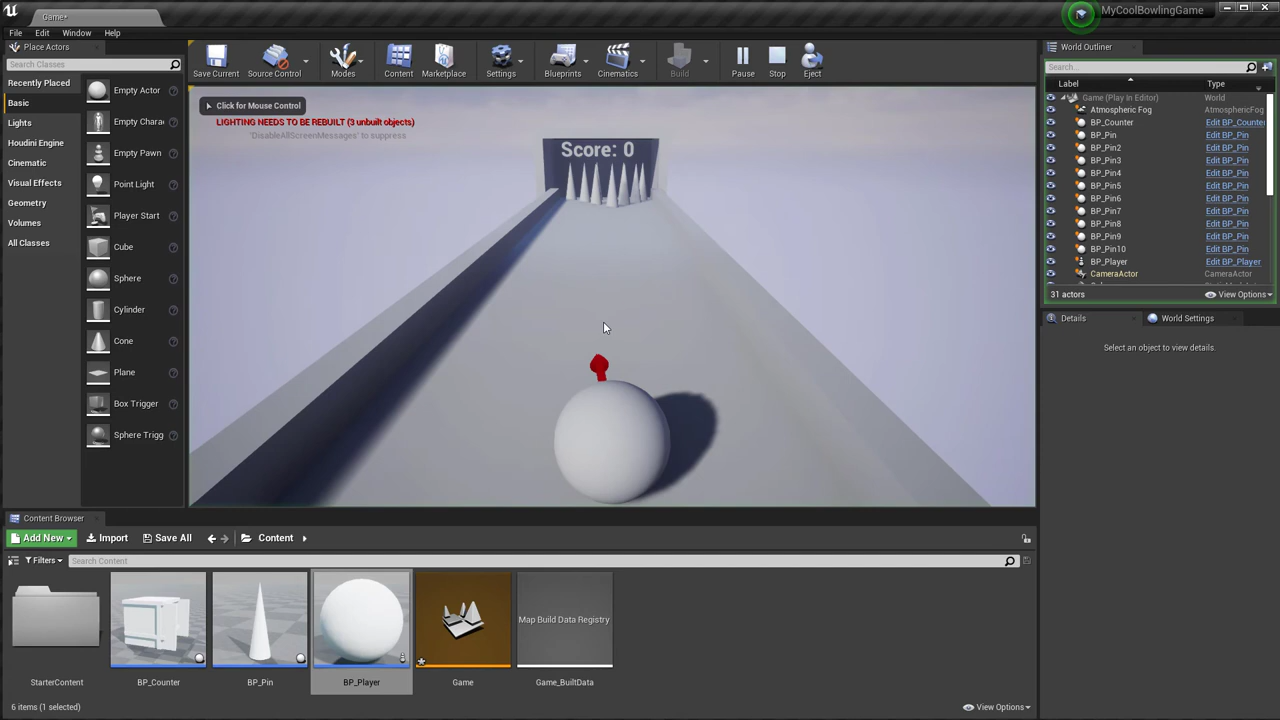 Game*
MyCoolBowlingGame
File Edit Window Help
Place Actors
Search Classes
Recently Placed
Basic
Lights
Houdini Engine
Cinematic
Visual Effects
Geometry
Volumes
All Classes
Empty Actor
Empty Chara
Empty Pawn
Point Light
Player Start
Cube
Sphere
Cylinder
Cone
Plane
Box Trigger
Sphere Trigg
Save Current Source Control Modes Content Marketplace Settings Blueprints Cinematics Build Pause Stop Eject
Click for Mouse Control
LIGHTING NEEDS TO BE REBUILT (3 unbuilt objects)
'DisableAllScreenMessages' to suppress
Score: 0
World Outliner
Search...
Label Type
Game (Play In Editor) World
Atmospheric Fog AtmosphericFog
BP_Counter Edit BP_Counter
BP_Pin Edit BP_Pin
BP_Pin2 Edit BP_Pin
BP_Pin3 Edit BP_Pin
BP_Pin4 Edit BP_Pin
BP_Pin5 Edit BP_Pin
BP_Pin6 Edit BP_Pin
BP_Pin7 Edit BP_Pin
BP_Pin8 Edit BP_Pin
BP_Pin9 Edit BP_Pin
BP_Pin10 Edit BP_Pin
BP_Player Edit BP_Player
CameraActor CameraActor
31 actors View Options
Details World Settings
Select an object to view details.
Content Browser
Add New Import Save All Content
Filters Search Content
Map Build Data Registry
StarterContent BP_Counter BP_Pin BP_Player Game Game_BuiltData
6 items (1 selected) View Options